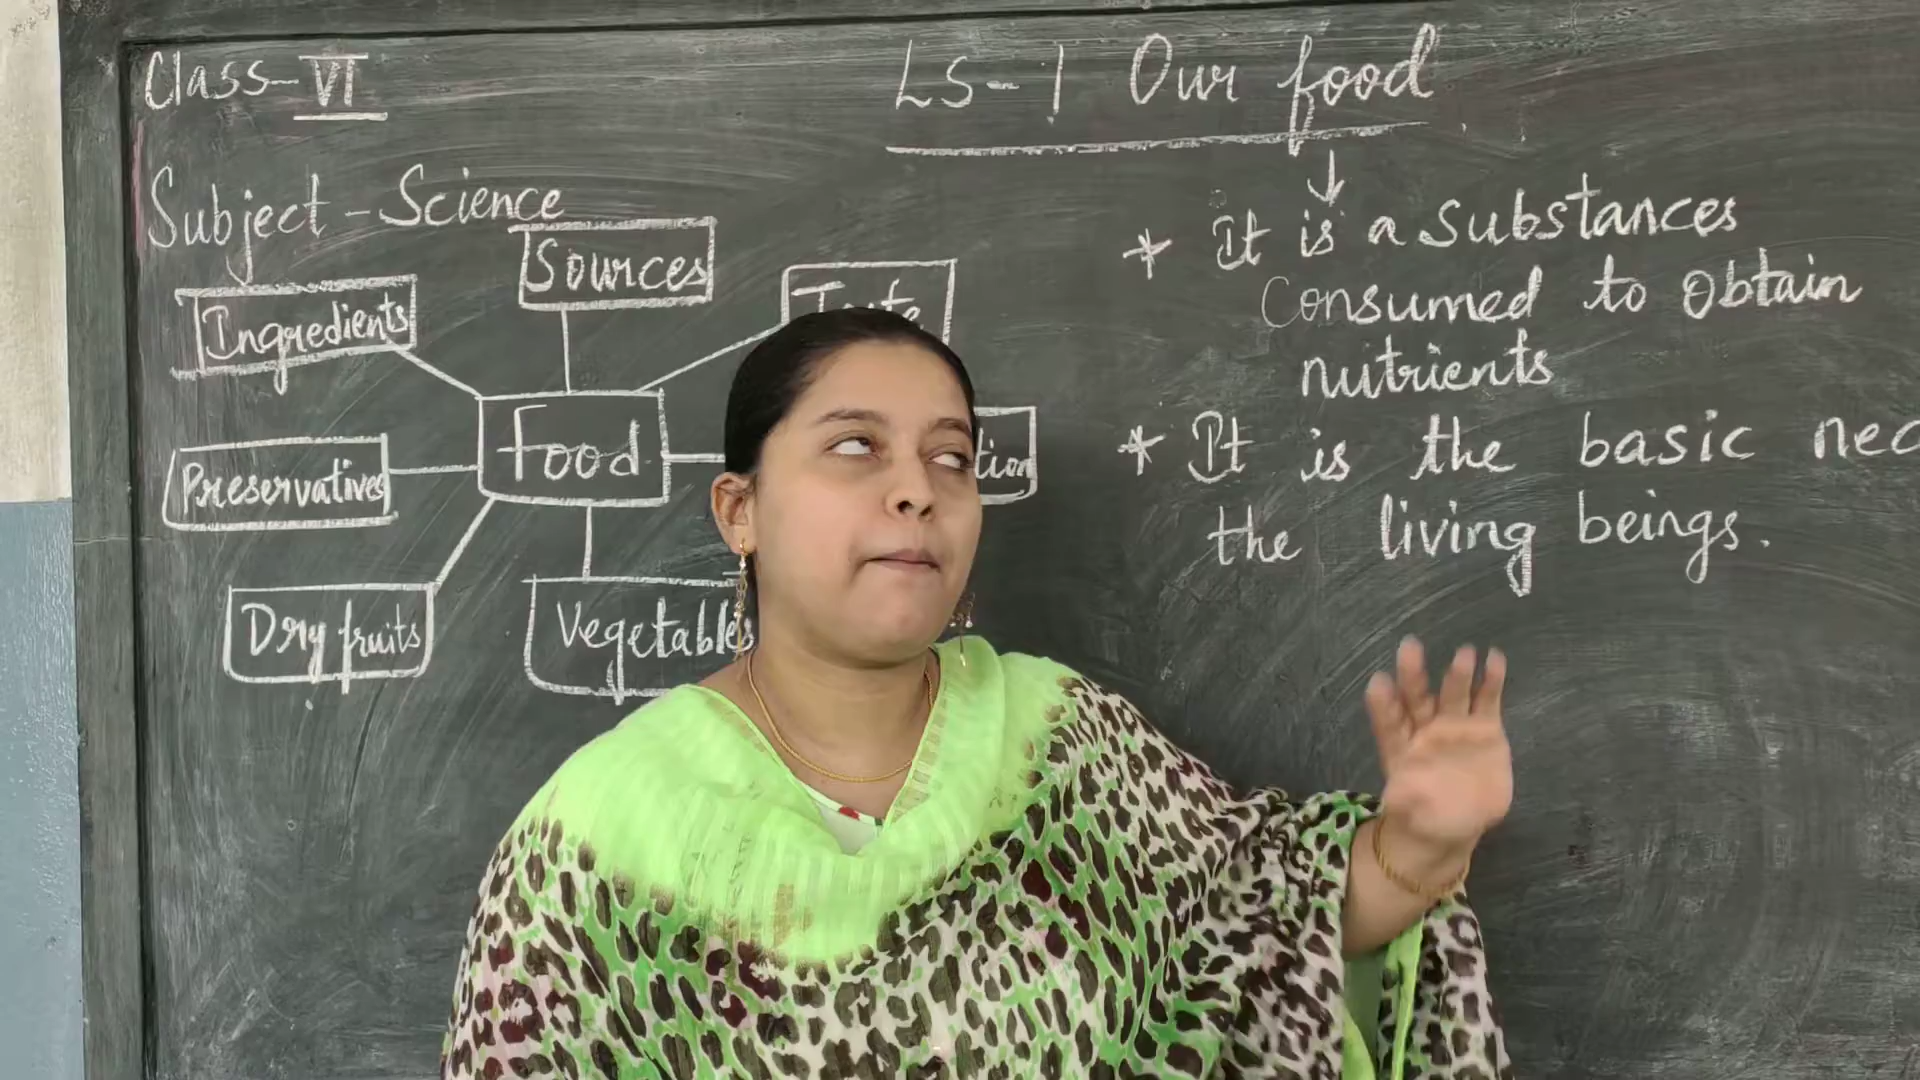 Class-VI
LS-1 Our food
Subject - Science
* It is a substances
Consumed to obtain
nutrients
* It is the basic
the living beings.
Sources
Ingredients
Food
Preservatives
Dry fruits
Vegetables